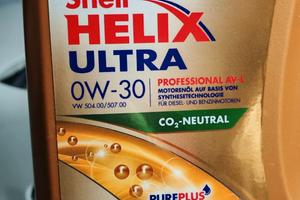 Shell
HELIX
ULTRA
0W-30
VW 504.00/507.00
PROFESSIONAL AV-L
MOTORENÖL AUF BASIS VON
SYNTHESETECHNOLOGIE
FÜR DIESEL- UND BENZINMOTOREN
CO₂-NEUTRAL
PUREPLUS